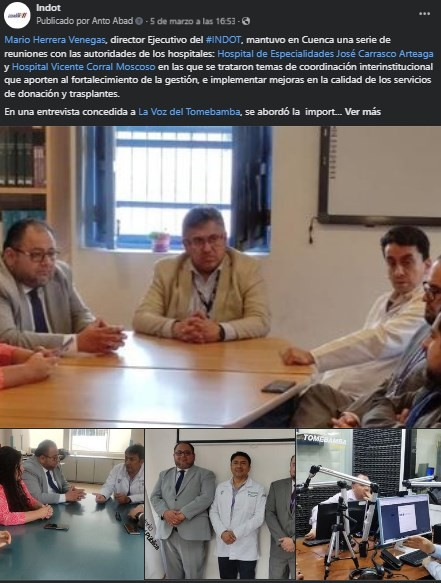 Indot
Publicado por Anto Abad · 5 de marzo a las 16:53 ·
Mario Herrera Venegas, director Ejecutivo del #INDOT, mantuvo en Cuenca una serie de
reuniones con las autoridades de los hospitales: Hospital de Especialidades José Carrasco Arteaga
y Hospital Vicente Corral Moscoso en las que se trataron temas de coordinación interinstitucional
que aporten al fortalecimiento de la gestión, e implementar mejoras en la calidad de los servicios
de donación y trasplantes.
En una entrevista concedida a La Voz del Tomebamba, se abordó la import... Ver más
TOMEBAMBA